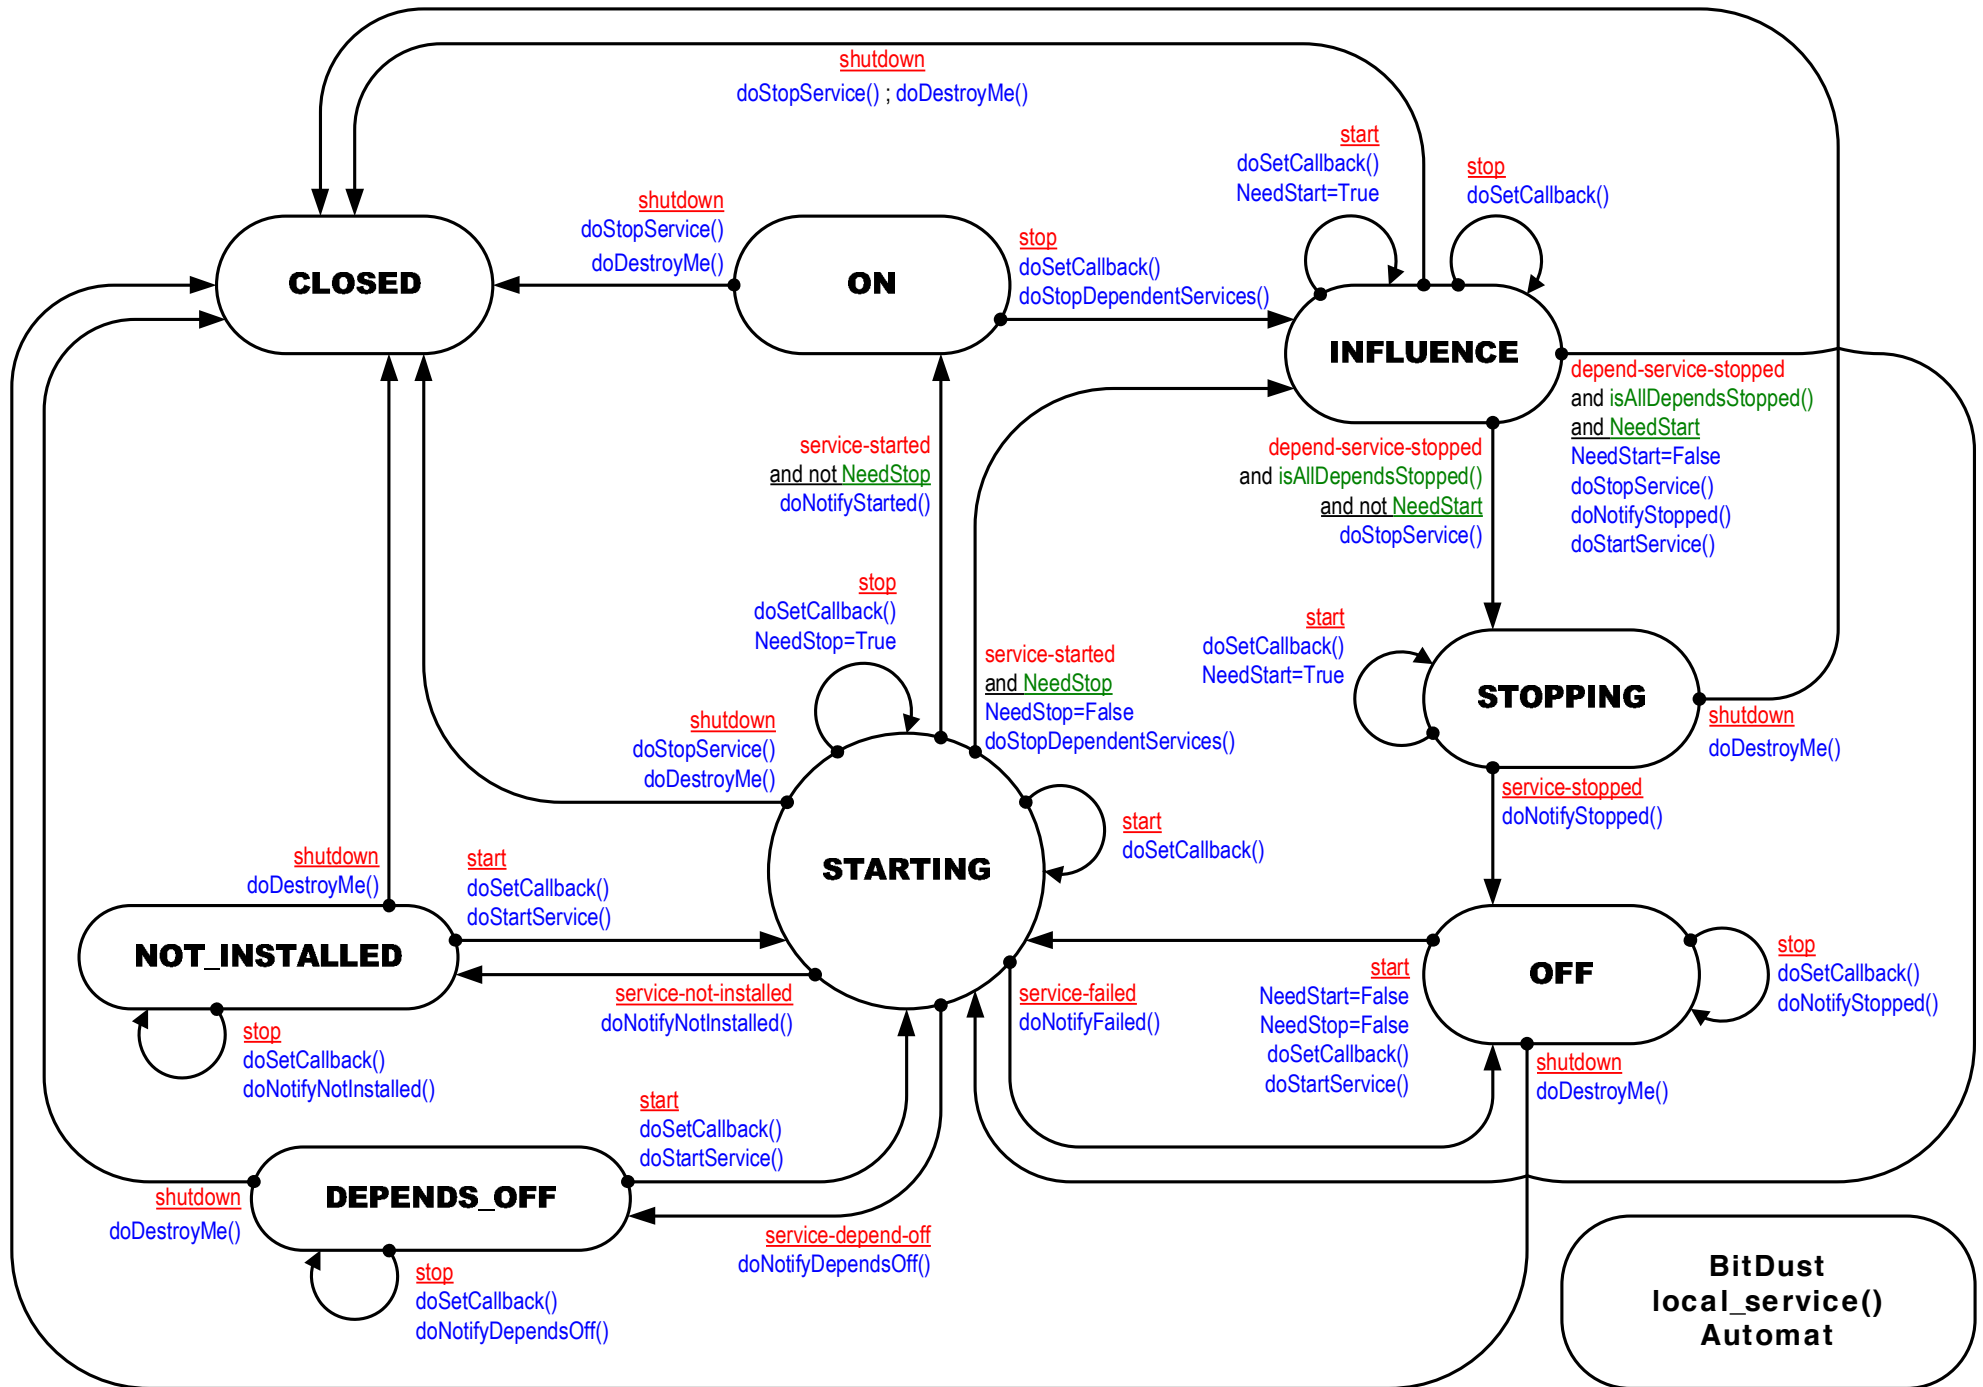 shutdown
doStopService() ; doDestroyMe()
start
doSetCallback()
NeedStart=True
stop
doSetCallback()
shutdown
doStopService()
doDestroyMe()
stop
doSetCallback()
doStopDependentServices()
CLOSED
ON
INFLUENCE
depend-service-stopped
and isAllDependsStopped()
and NeedStart
NeedStart=False
doStopService()
doNotifyStopped()
doStartService()
service-started
and not NeedStop
doNotifyStarted()
depend-service-stopped
and isAllDependsStopped()
and not NeedStart
doStopService()
stop
doSetCallback()
NeedStop=True
service-started
and NeedStop
NeedStop=False
doStopDependentServices()
start
doSetCallback()
NeedStart=True
STOPPING
shutdown
doDestroyMe()
shutdown
doStopService()
doDestroyMe()
service-stopped
doNotifyStopped()
start
doSetCallback()
STARTING
shutdown
doDestroyMe()
start
doSetCallback()
doStartService()
NOT_INSTALLED
service-not-installed
doNotifyNotInstalled()
service-failed
doNotifyFailed()
start
NeedStart=False
NeedStop=False
doSetCallback()
doStartService()
OFF
stop
doSetCallback()
doNotifyStopped()
stop
doSetCallback()
doNotifyNotInstalled()
shutdown
doDestroyMe()
start
doSetCallback()
doStartService()
DEPENDS_OFF
shutdown
doDestroyMe()
service-depend-off
doNotifyDependsOff()
stop
doSetCallback()
doNotifyDependsOff()
BitDust
local_service()
Automat